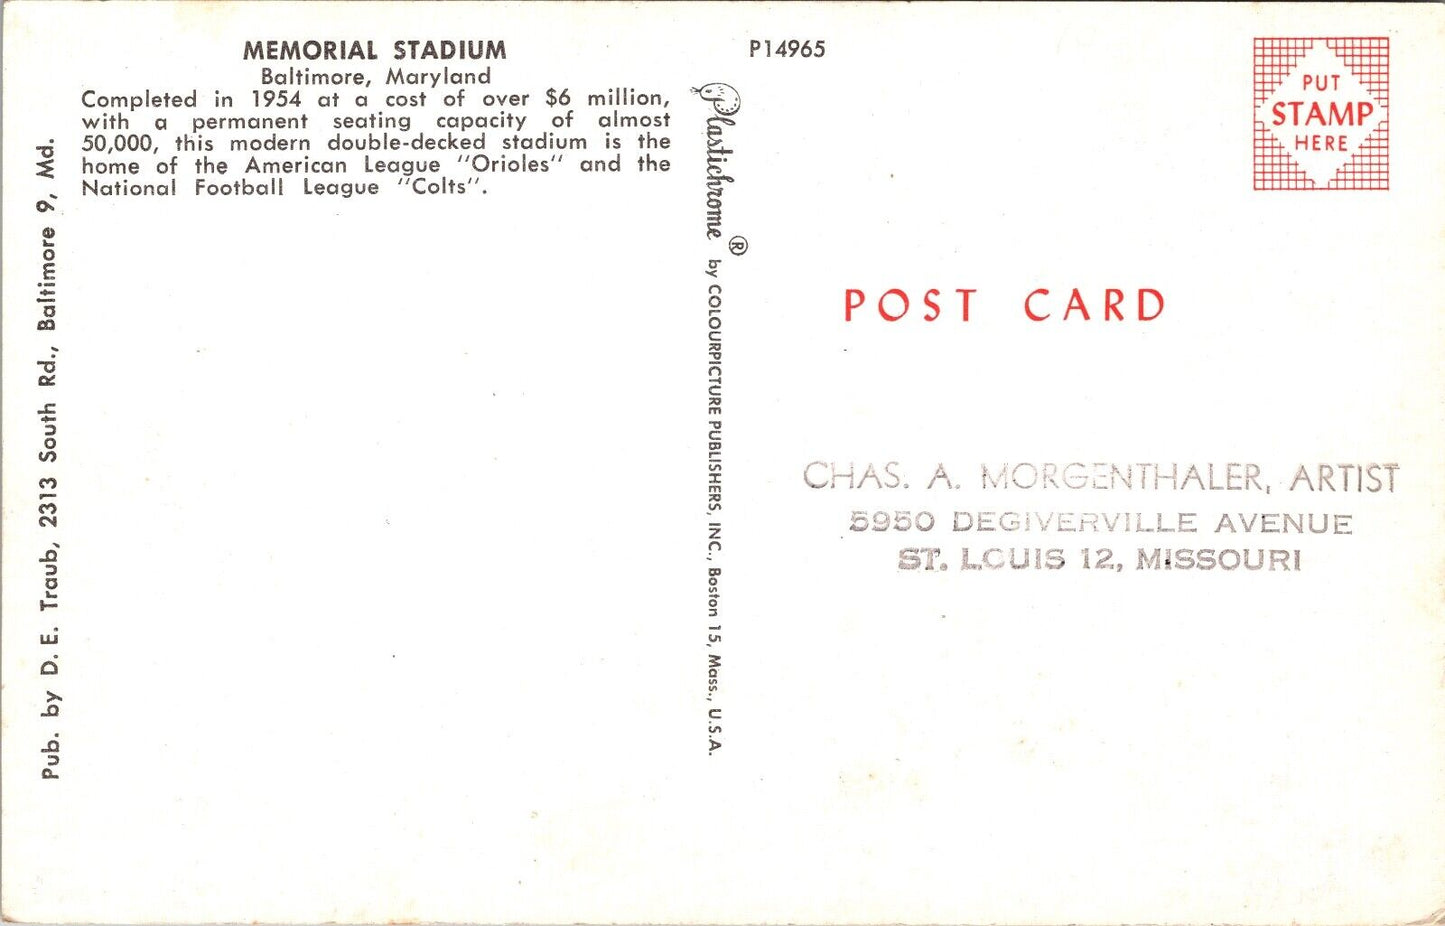 MEMORIAL STADIUM
Baltimore, Maryland
Completed in 1954 at a cost of over $6 million,
with a permanent seating capacity of almost
50,000, this modern double-decked stadium is the
home of the American League "Orioles" and the
National Football League "Colts".
Pub. by D. E. Traub, 2313 South Rd., Baltimore 9, Md.
P14965
Plastichrome ® by COLOURPICTURE PUBLISHERS, INC., Boston 15, Mass., U.S.A.
PUT
STAMP
HERE
POST CARD
CHAS. A. MORGENTHALER, ARTIST
5950 DEGIVERVILLE AVENUE
ST. LOUIS 12, MISSOURI